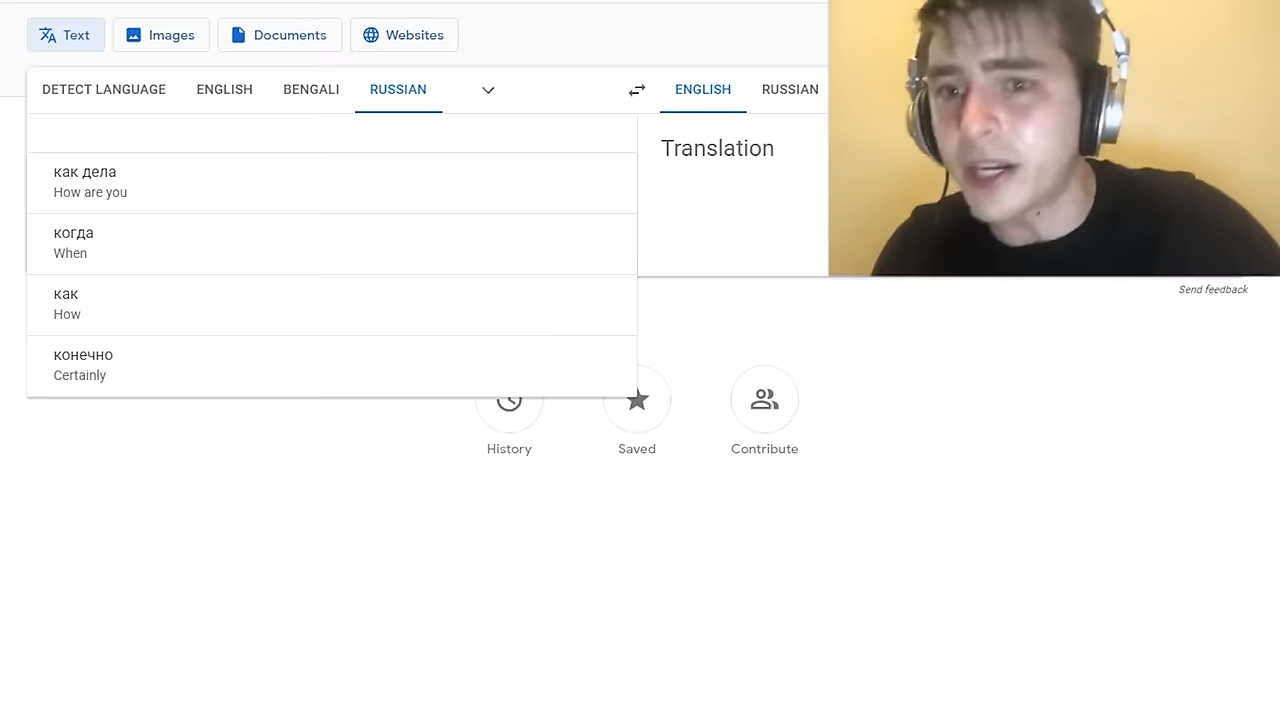 Text Images Documents Websites
DETECT LANGUAGE ENGLISH BENGALI RUSSIAN ENGLISH RUSSIAN
Translation
как дела
How are you
когда
When
как
How
конечно
Certainly
Send feedback
History Saved Contribute